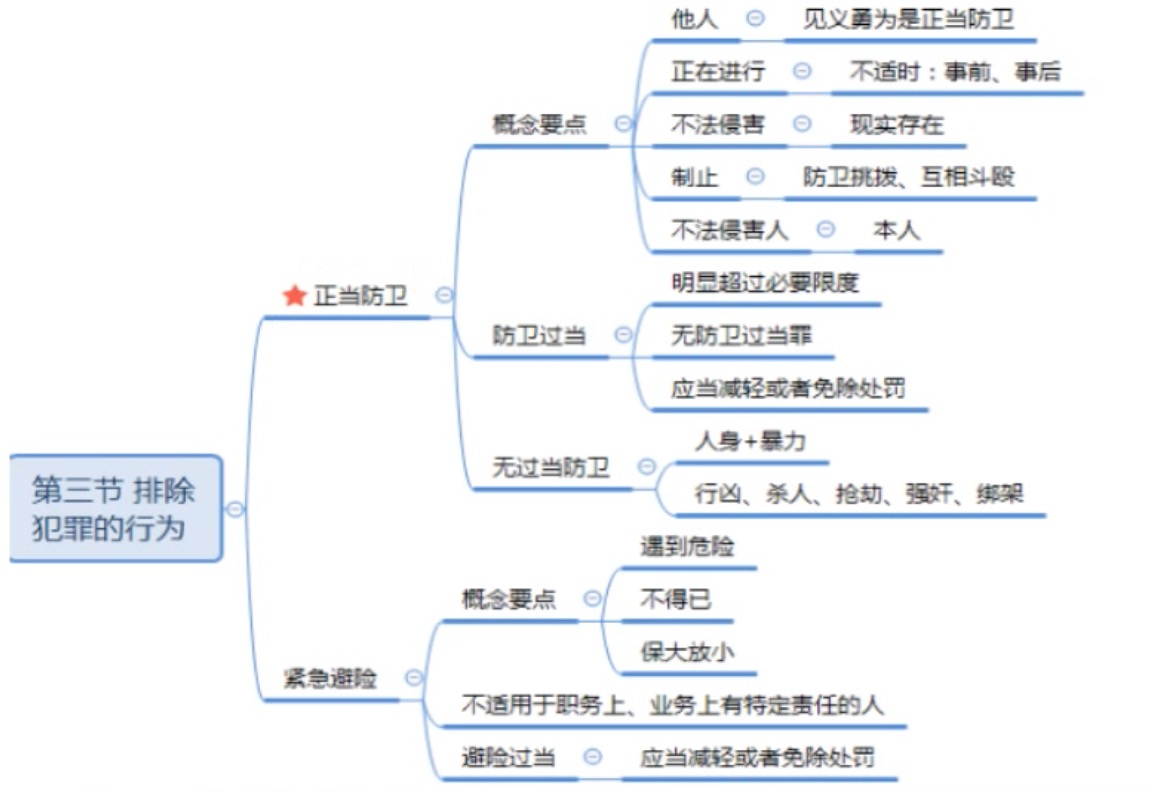 第三节 排除
犯罪的行为
正当防卫
概念要点
他人
见义勇为是正当防卫
正在进行
不适时：事前、事后
不法侵害
现实存在
制止
防卫挑拨、互相斗殴
不法侵害人
本人
防卫过当
明显超过必要限度
无防卫过当罪
应当减轻或者免除处罚
无过当防卫
人身+暴力
行凶、杀人、抢劫、强奸、绑架
紧急避险
概念要点
遇到危险
不得已
保大放小
不适用于职务上、业务上有特定责任的人
避险过当
应当减轻或者免除处罚